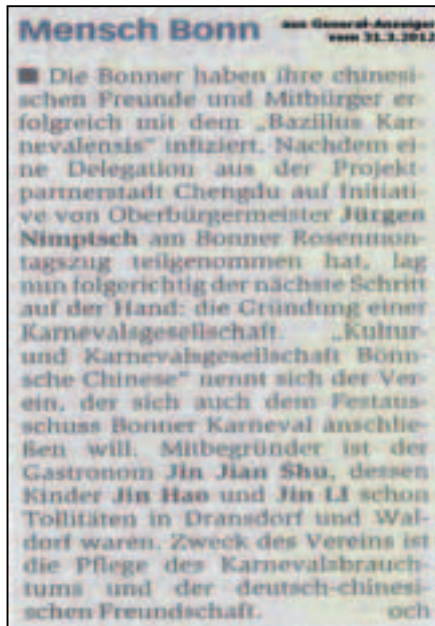 Mensch Bonn
aus General-Anzeiger
vom 31.3.2012
■ Die Bonner haben ihre chinesi-
schen Freunde und Mitbürger er-
folgreich mit dem „Bazillus Kar-
nevalensis“ infiziert. Nachdem ei-
ne Delegation aus der Projekt-
partnerstadt Chengdu auf Initiati-
ve von Oberbürgermeister Jürgen
Nimptsch am Bonner Rosenmon-
tagszug teilgenommen hat, lag
nun folgerichtig der nächste Schritt
auf der Hand: die Gründung einer
Karnevalsgesellschaft. „Kultur-
und Karnevalsgesellschaft Bönn-
sche Chinese“ nennt sich der Ver-
ein, der sich auch dem Festaus-
schuss Bonner Karneval anschlie-
ßen will. Mitbegründer ist der
Gastronom Jin Jian Shu, dessen
Kinder Jin Hao und Jin LI schon
Tollitäten in Dransdorf und Wal-
dorf waren. Zweck des Vereins ist
die Pflege des Karnevalsbrauch-
tums und der deutsch-chinesi-
schen Freundschaft. och